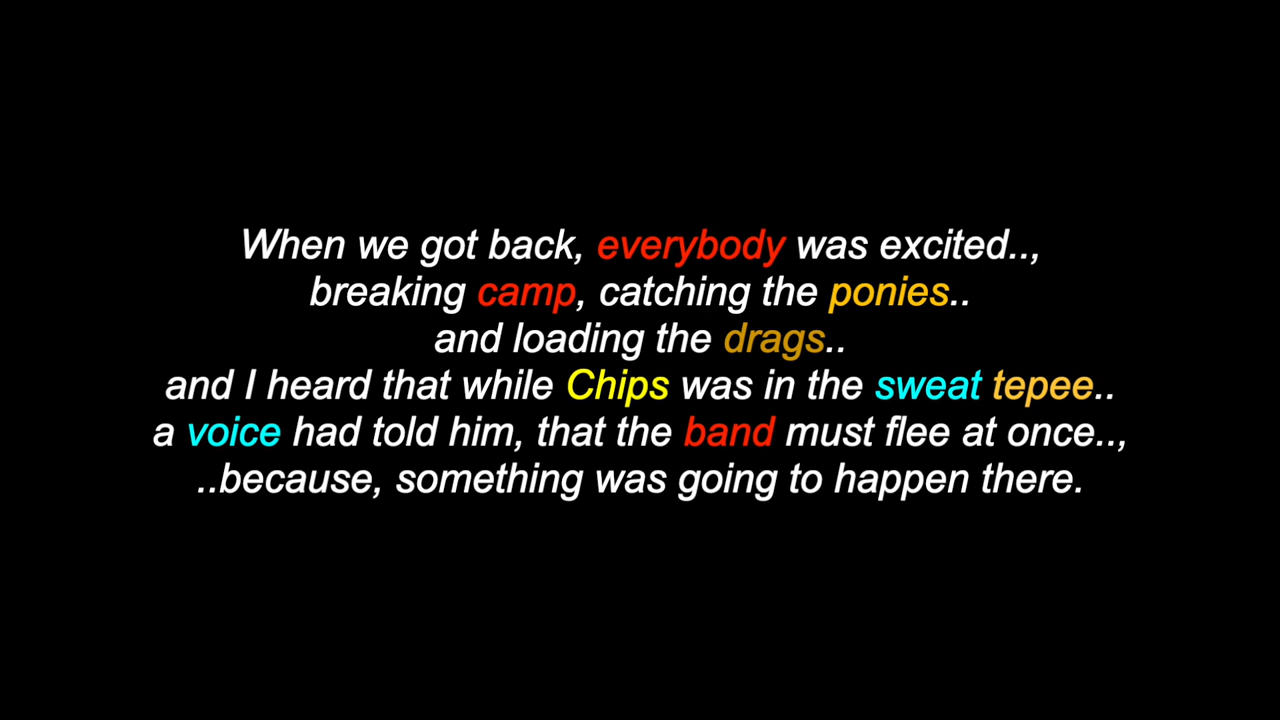 When we got back, everybody was excited..,
breaking camp, catching the ponies..
and loading the drags..
and I heard that while Chips was in the sweat tepee..
a voice had told him, that the band must flee at once..,
..because, something was going to happen there.